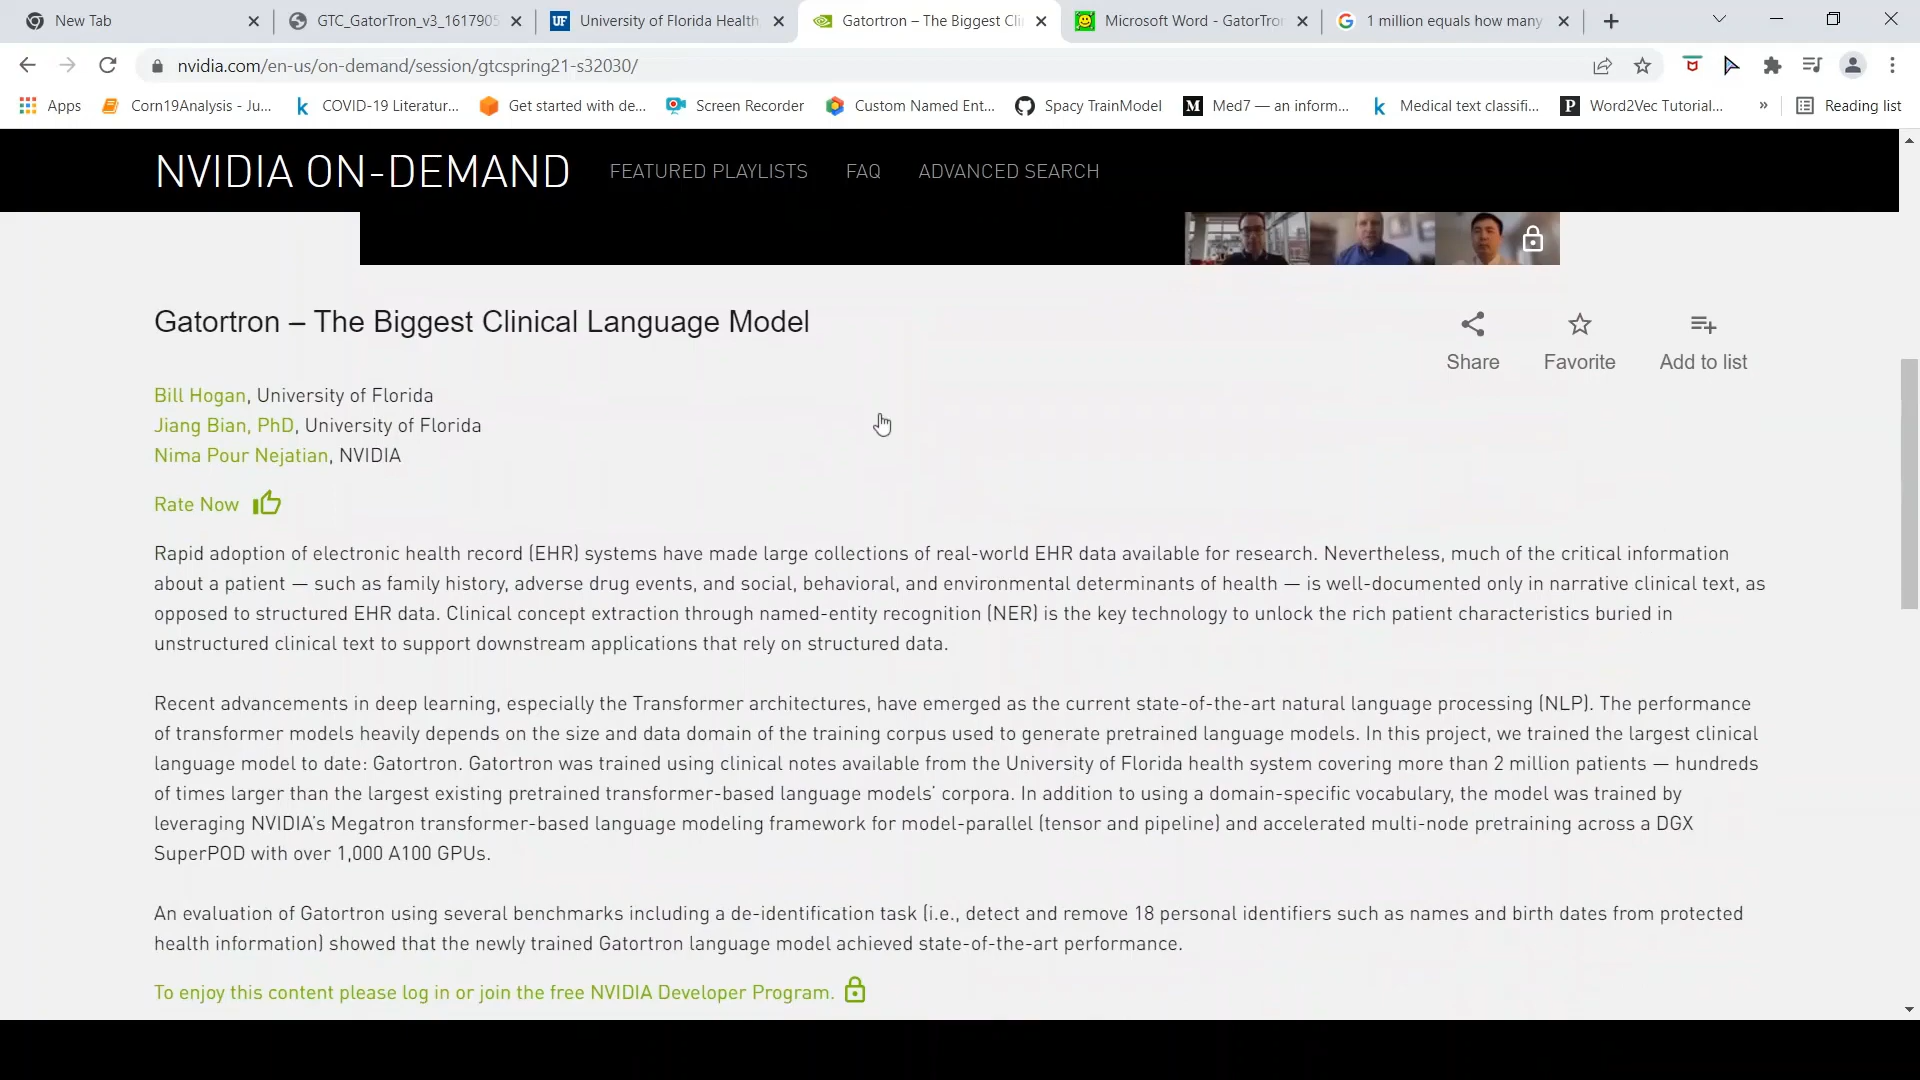 New Tab
GTC_GatorTron_v3_1617905
University of Florida Health
Gatortron – The Biggest Cli
Microsoft Word - GatorTron
1 million equals how many
nvidia.com/en-us/on-demand/session/gtcspring21-s32030/
Apps
Corn19Analysis - Ju...
COVID-19 Literatur...
Get started with de...
Screen Recorder
Custom Named Ent...
Spacy TrainModel
Med7 — an inform...
Medical text classifi...
Word2Vec Tutorial...
»
Reading list
NVIDIA ON-DEMAND
FEATURED PLAYLISTS
FAQ
ADVANCED SEARCH
Gatortron – The Biggest Clinical Language Model
Share
Favorite
Add to list
Bill Hogan, University of Florida
Jiang Bian, PhD, University of Florida
Nima Pour Nejatian, NVIDIA
Rate Now
Rapid adoption of electronic health record (EHR) systems have made large collections of real-world EHR data available for research. Nevertheless, much of the critical information
about a patient — such as family history, adverse drug events, and social, behavioral, and environmental determinants of health — is well-documented only in narrative clinical text, as
opposed to structured EHR data. Clinical concept extraction through named-entity recognition (NER) is the key technology to unlock the rich patient characteristics buried in
unstructured clinical text to support downstream applications that rely on structured data.
Recent advancements in deep learning, especially the Transformer architectures, have emerged as the current state-of-the-art natural language processing (NLP). The performance
of transformer models heavily depends on the size and data domain of the training corpus used to generate pretrained language models. In this project, we trained the largest clinical
language model to date: Gatortron. Gatortron was trained using clinical notes available from the University of Florida health system covering more than 2 million patients — hundreds
of times larger than the largest existing pretrained transformer-based language models’ corpora. In addition to using a domain-specific vocabulary, the model was trained by
leveraging NVIDIA’s Megatron transformer-based language modeling framework for model-parallel (tensor and pipeline) and accelerated multi-node pretraining across a DGX
SuperPOD with over 1,000 A100 GPUs.
An evaluation of Gatortron using several benchmarks including a de-identification task (i.e., detect and remove 18 personal identifiers such as names and birth dates from protected
health information) showed that the newly trained Gatortron language model achieved state-of-the-art performance.
To enjoy this content please log in or join the free NVIDIA Developer Program.